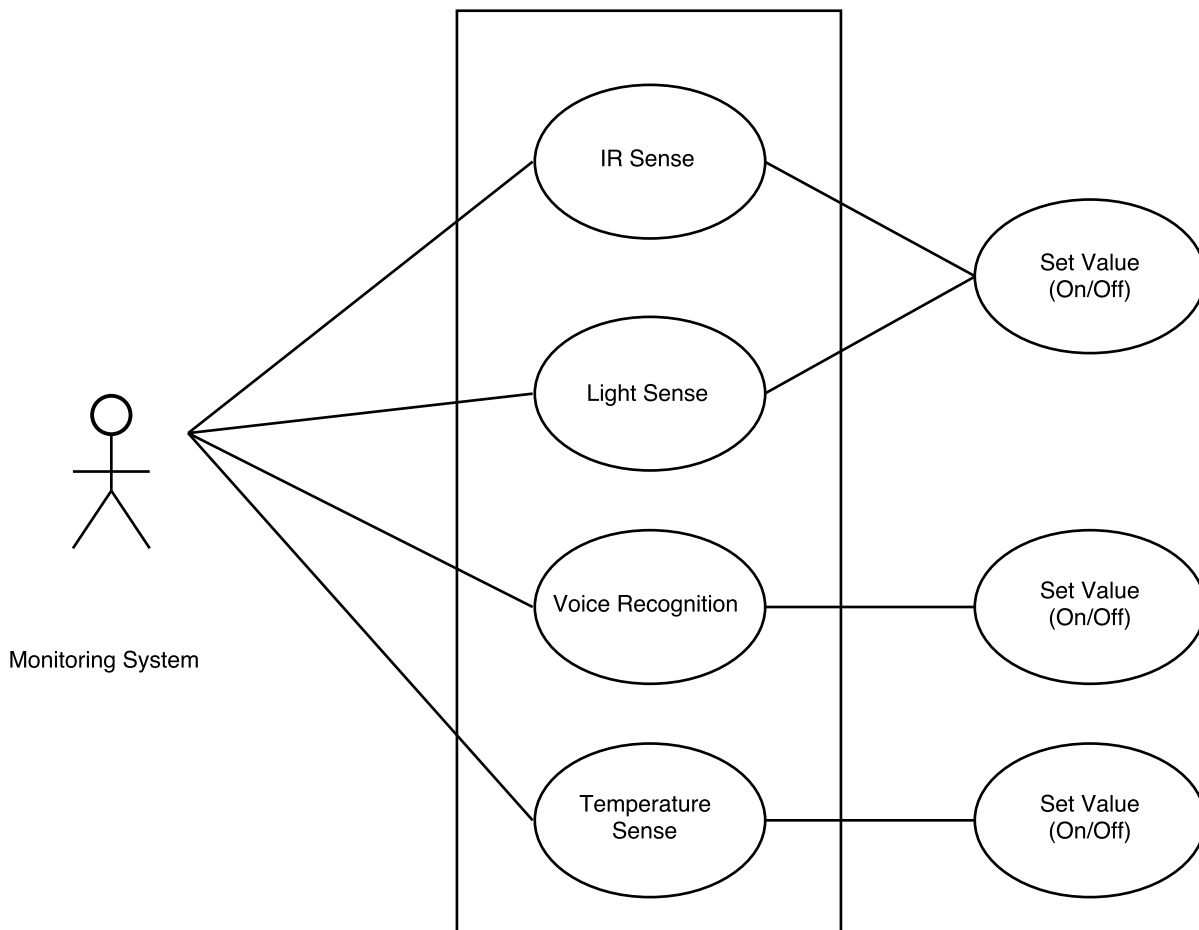 IR Sense
Set Value
(On/Off)
Light Sense
Voice Recognition
Set Value
(On/Off)
Monitoring System
Temperature
Sense
Set Value
(On/Off)